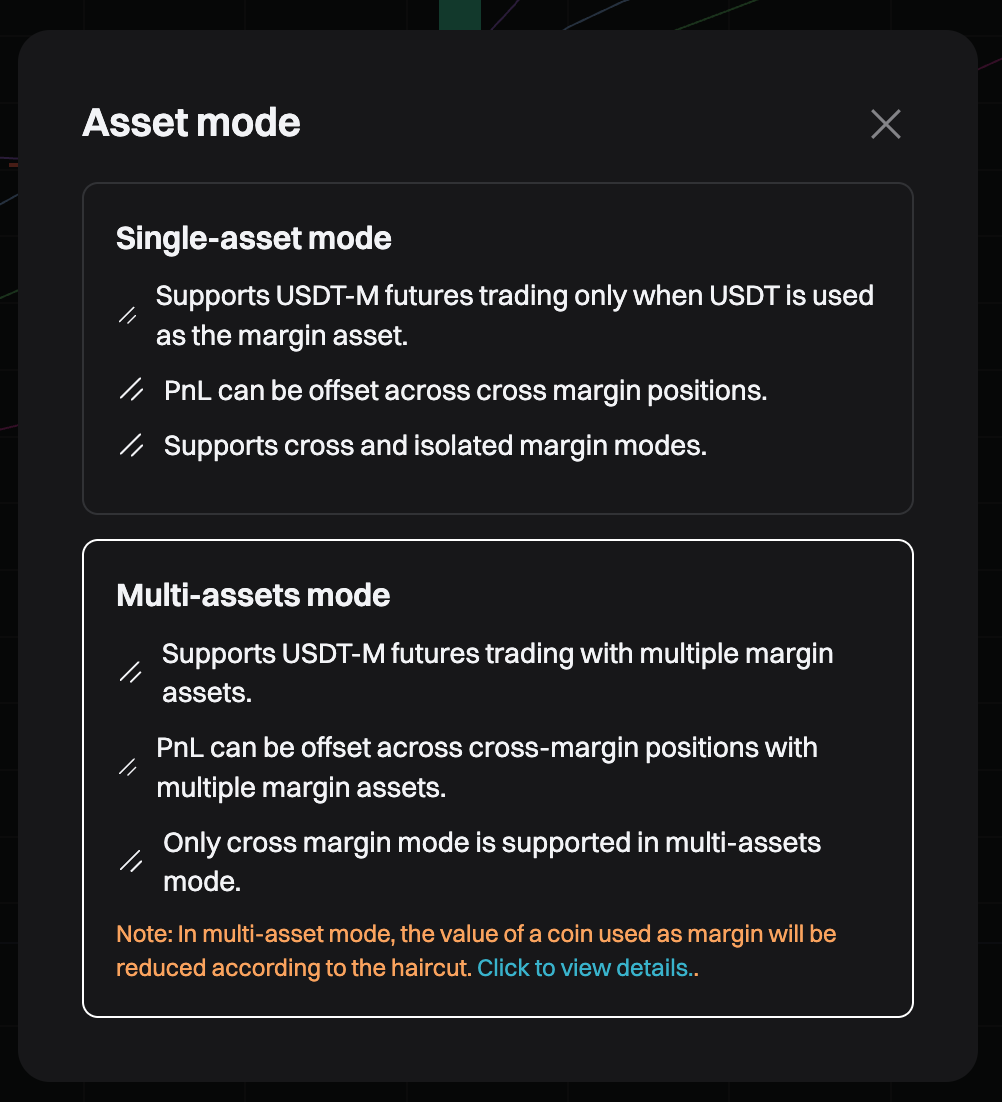 Asset mode
Single-asset mode
Supports USDT-M futures trading only when USDT is used
as the margin asset.
PnL can be offset across cross margin positions.
Supports cross and isolated margin modes.
Multi-assets mode
Supports USDT-M futures trading with multiple margin
assets.
PnL can be offset across cross-margin positions with
multiple margin assets.
Only cross margin mode is supported in multi-assets
mode.
Note: In multi-asset mode, the value of a coin used as margin will be
reduced according to the haircut. Click to view details..